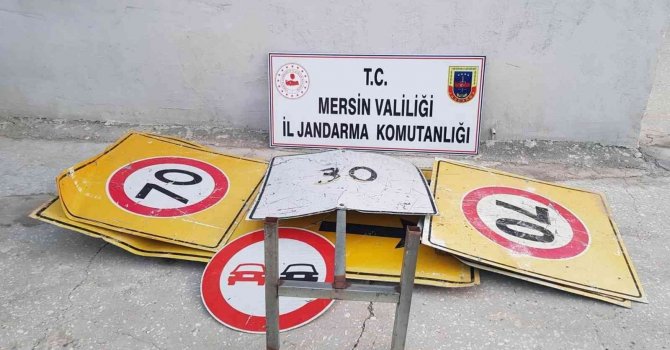 T.C.
MERSİN VALİLİĞİ
İL JANDARMA KOMUTANLIĞI
30
70
70